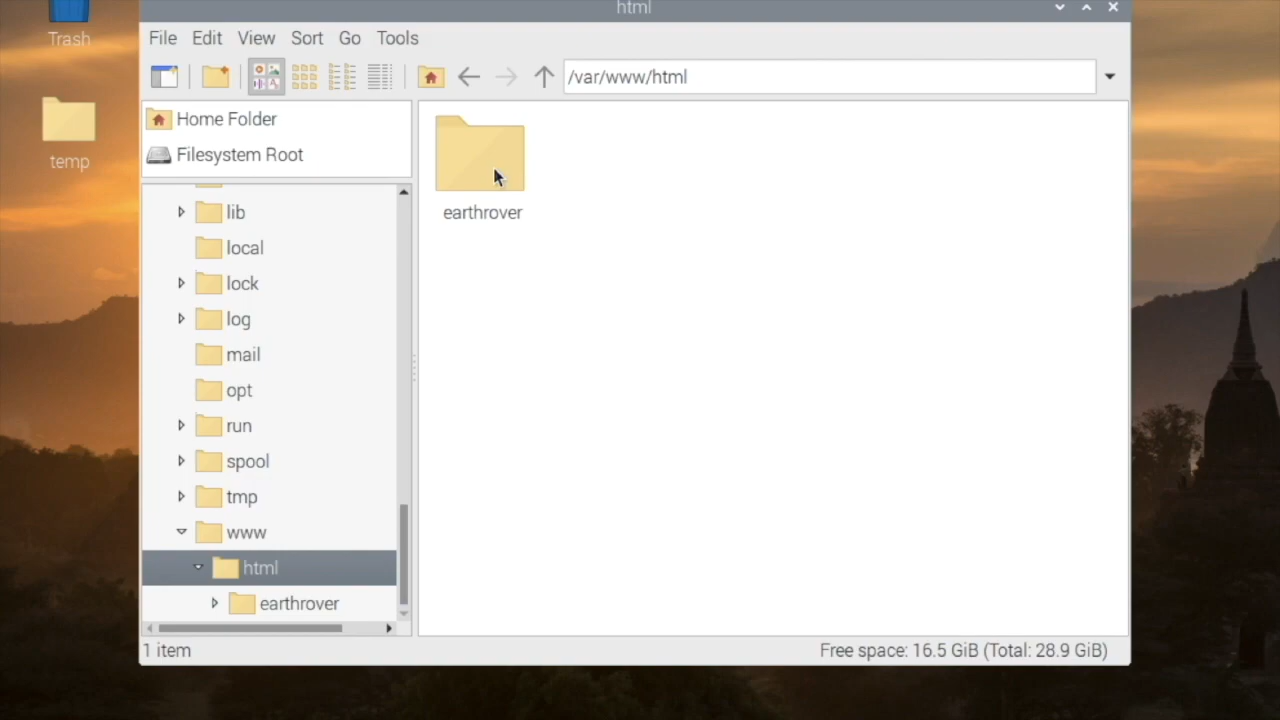 html
Trash
temp
File Edit View Sort Go Tools
/var/www/html
Home Folder
Filesystem Root
lib
local
lock
log
mail
opt
run
spool
tmp
www
html
earthrover
earthrover
1 item
Free space: 16.5 GiB (Total: 28.9 GiB)